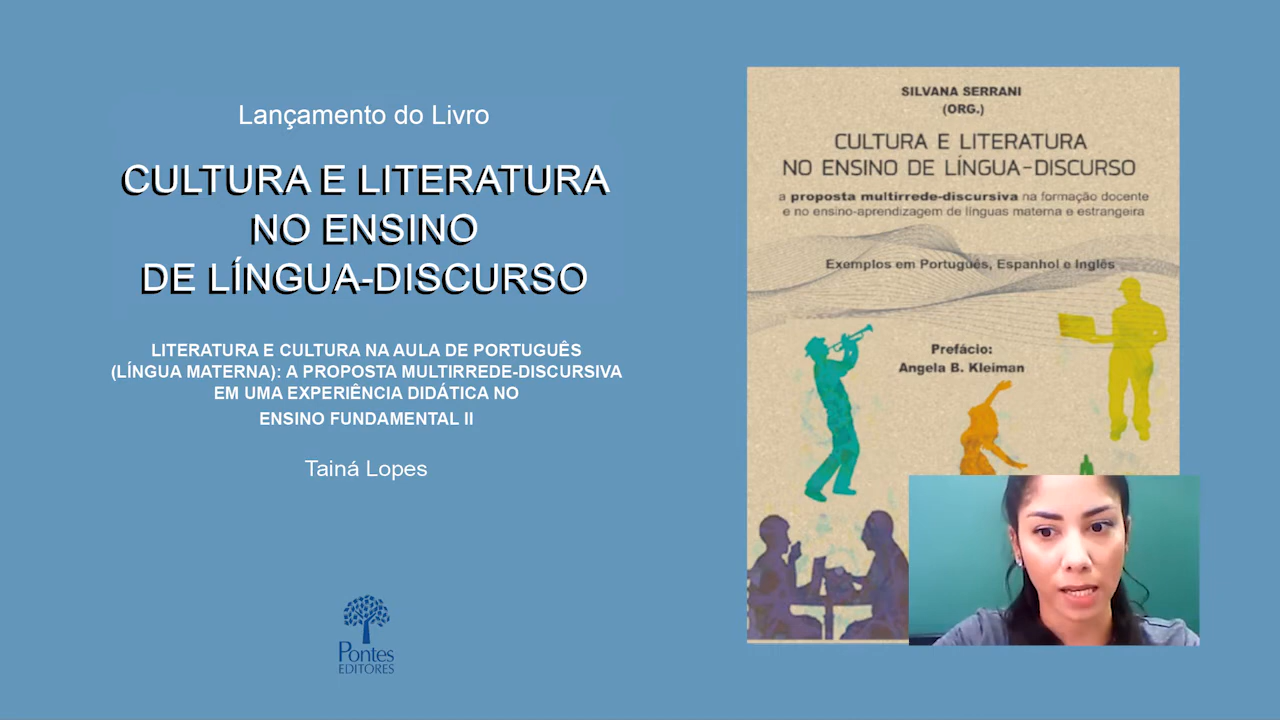 Lançamento do Livro
CULTURA E LITERATURA
NO ENSINO
DE LÍNGUA-DISCURSO
LITERATURA E CULTURA NA AULA DE PORTUGUÊS
(LÍNGUA MATERNA): A PROPOSTA MULTIRREDE-DISCURSIVA
EM UMA EXPERIÊNCIA DIDÁTICA NO
ENSINO FUNDAMENTAL II
Tainá Lopes
Pontes
EDITORES
SILVANA SERRANI
(ORG.)
CULTURA E LITERATURA
NO ENSINO DE LÍNGUA-DISCURSO
a proposta multirrede-discursiva na formação docente
e no ensino-aprendizagem de línguas materna e estrangeira
Exemplos em Português, Espanhol e Inglês
Prefácio:
Angela B. Kleiman